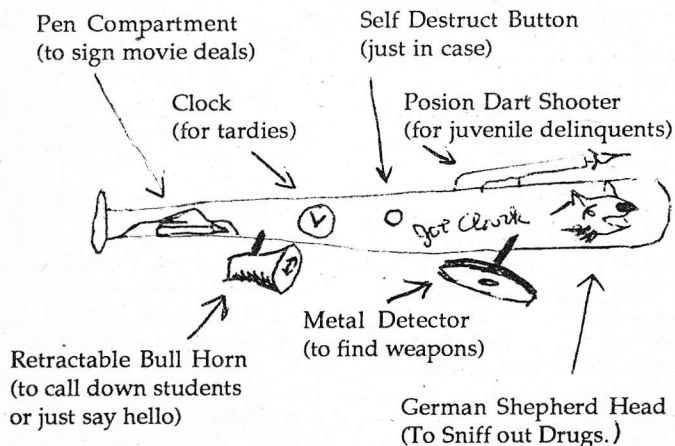 Pen Compartment
(to sign movie deals)
Self Destruct Button
(just in case)
Clock
(for tardies)
Posion Dart Shooter
(for juvenile delinquents)
Joe Clark
Metal Detector
(to find weapons)
Retractable Bull Horn
(to call down students
or just say hello)
German Shepherd Head
(To Sniff out Drugs.)